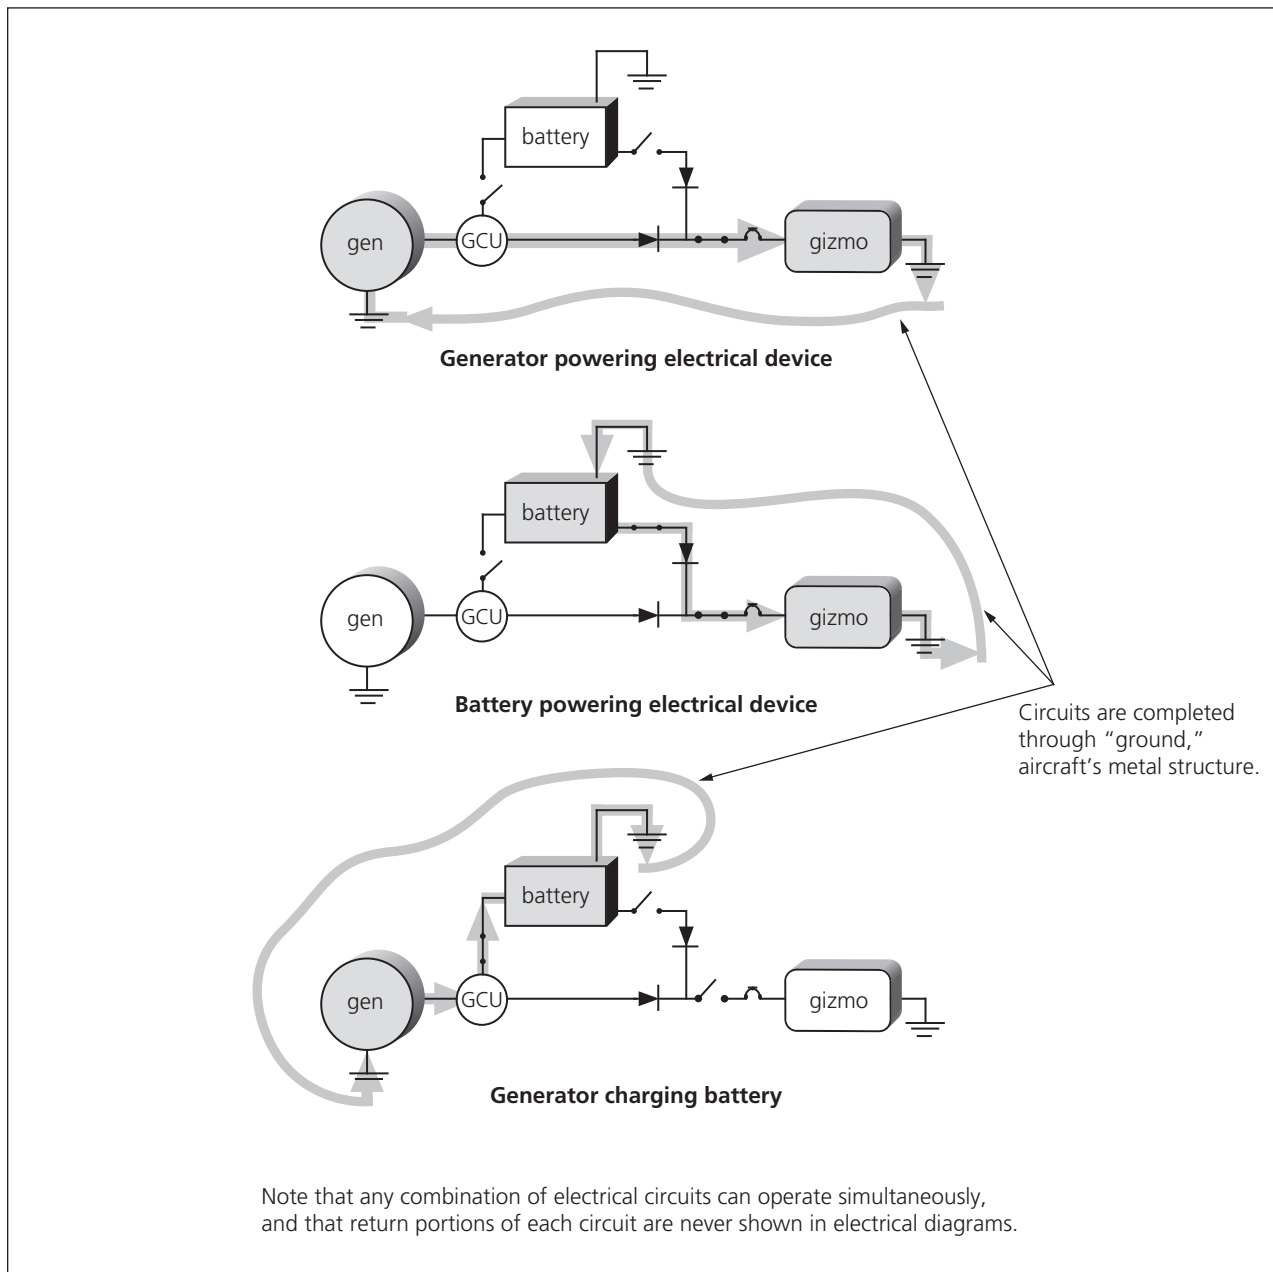 battery
gen
GCU
gizmo
Generator powering electrical device
battery
gen
GCU
gizmo
Battery powering electrical device
Circuits are completed
through “ground,”
aircraft’s metal structure.
battery
gen
GCU
gizmo
Generator charging battery
Note that any combination of electrical circuits can operate simultaneously,
and that return portions of each circuit are never shown in electrical diagrams.